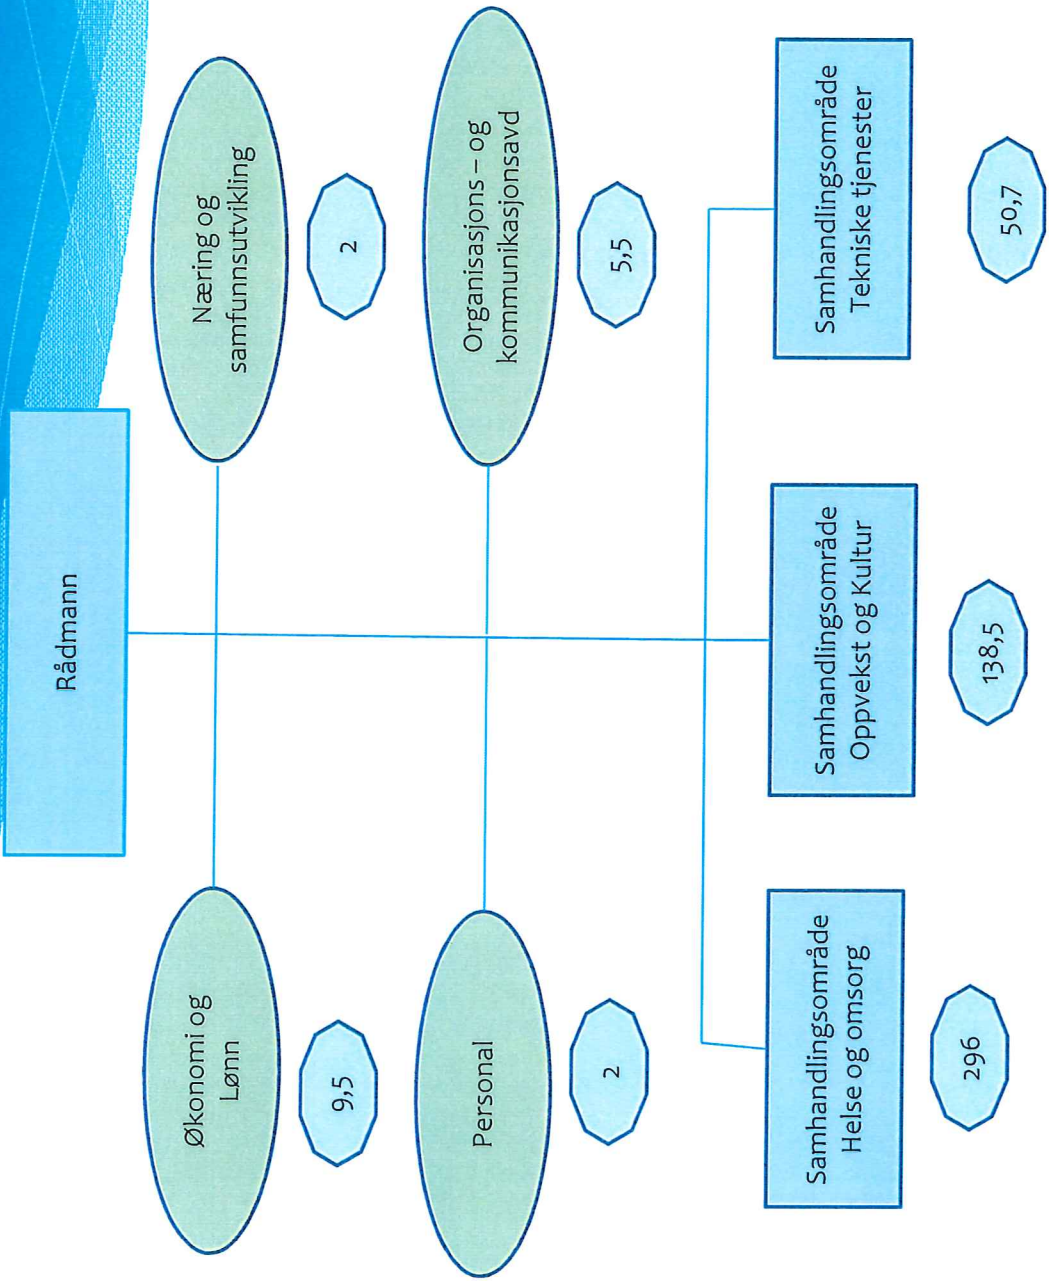 Rådmann
Økonomi og
Lønn
9,5
Næring og
samfunnsutvikling
2
Personal
2
Organisasjons – og
kommunikasjonsavd
5,5
Samhandlingsområde
Helse og omsorg
296
Samhandlingsområde
Oppvekst og Kultur
138,5
Samhandlingsområde
Tekniske tjenester
50,7